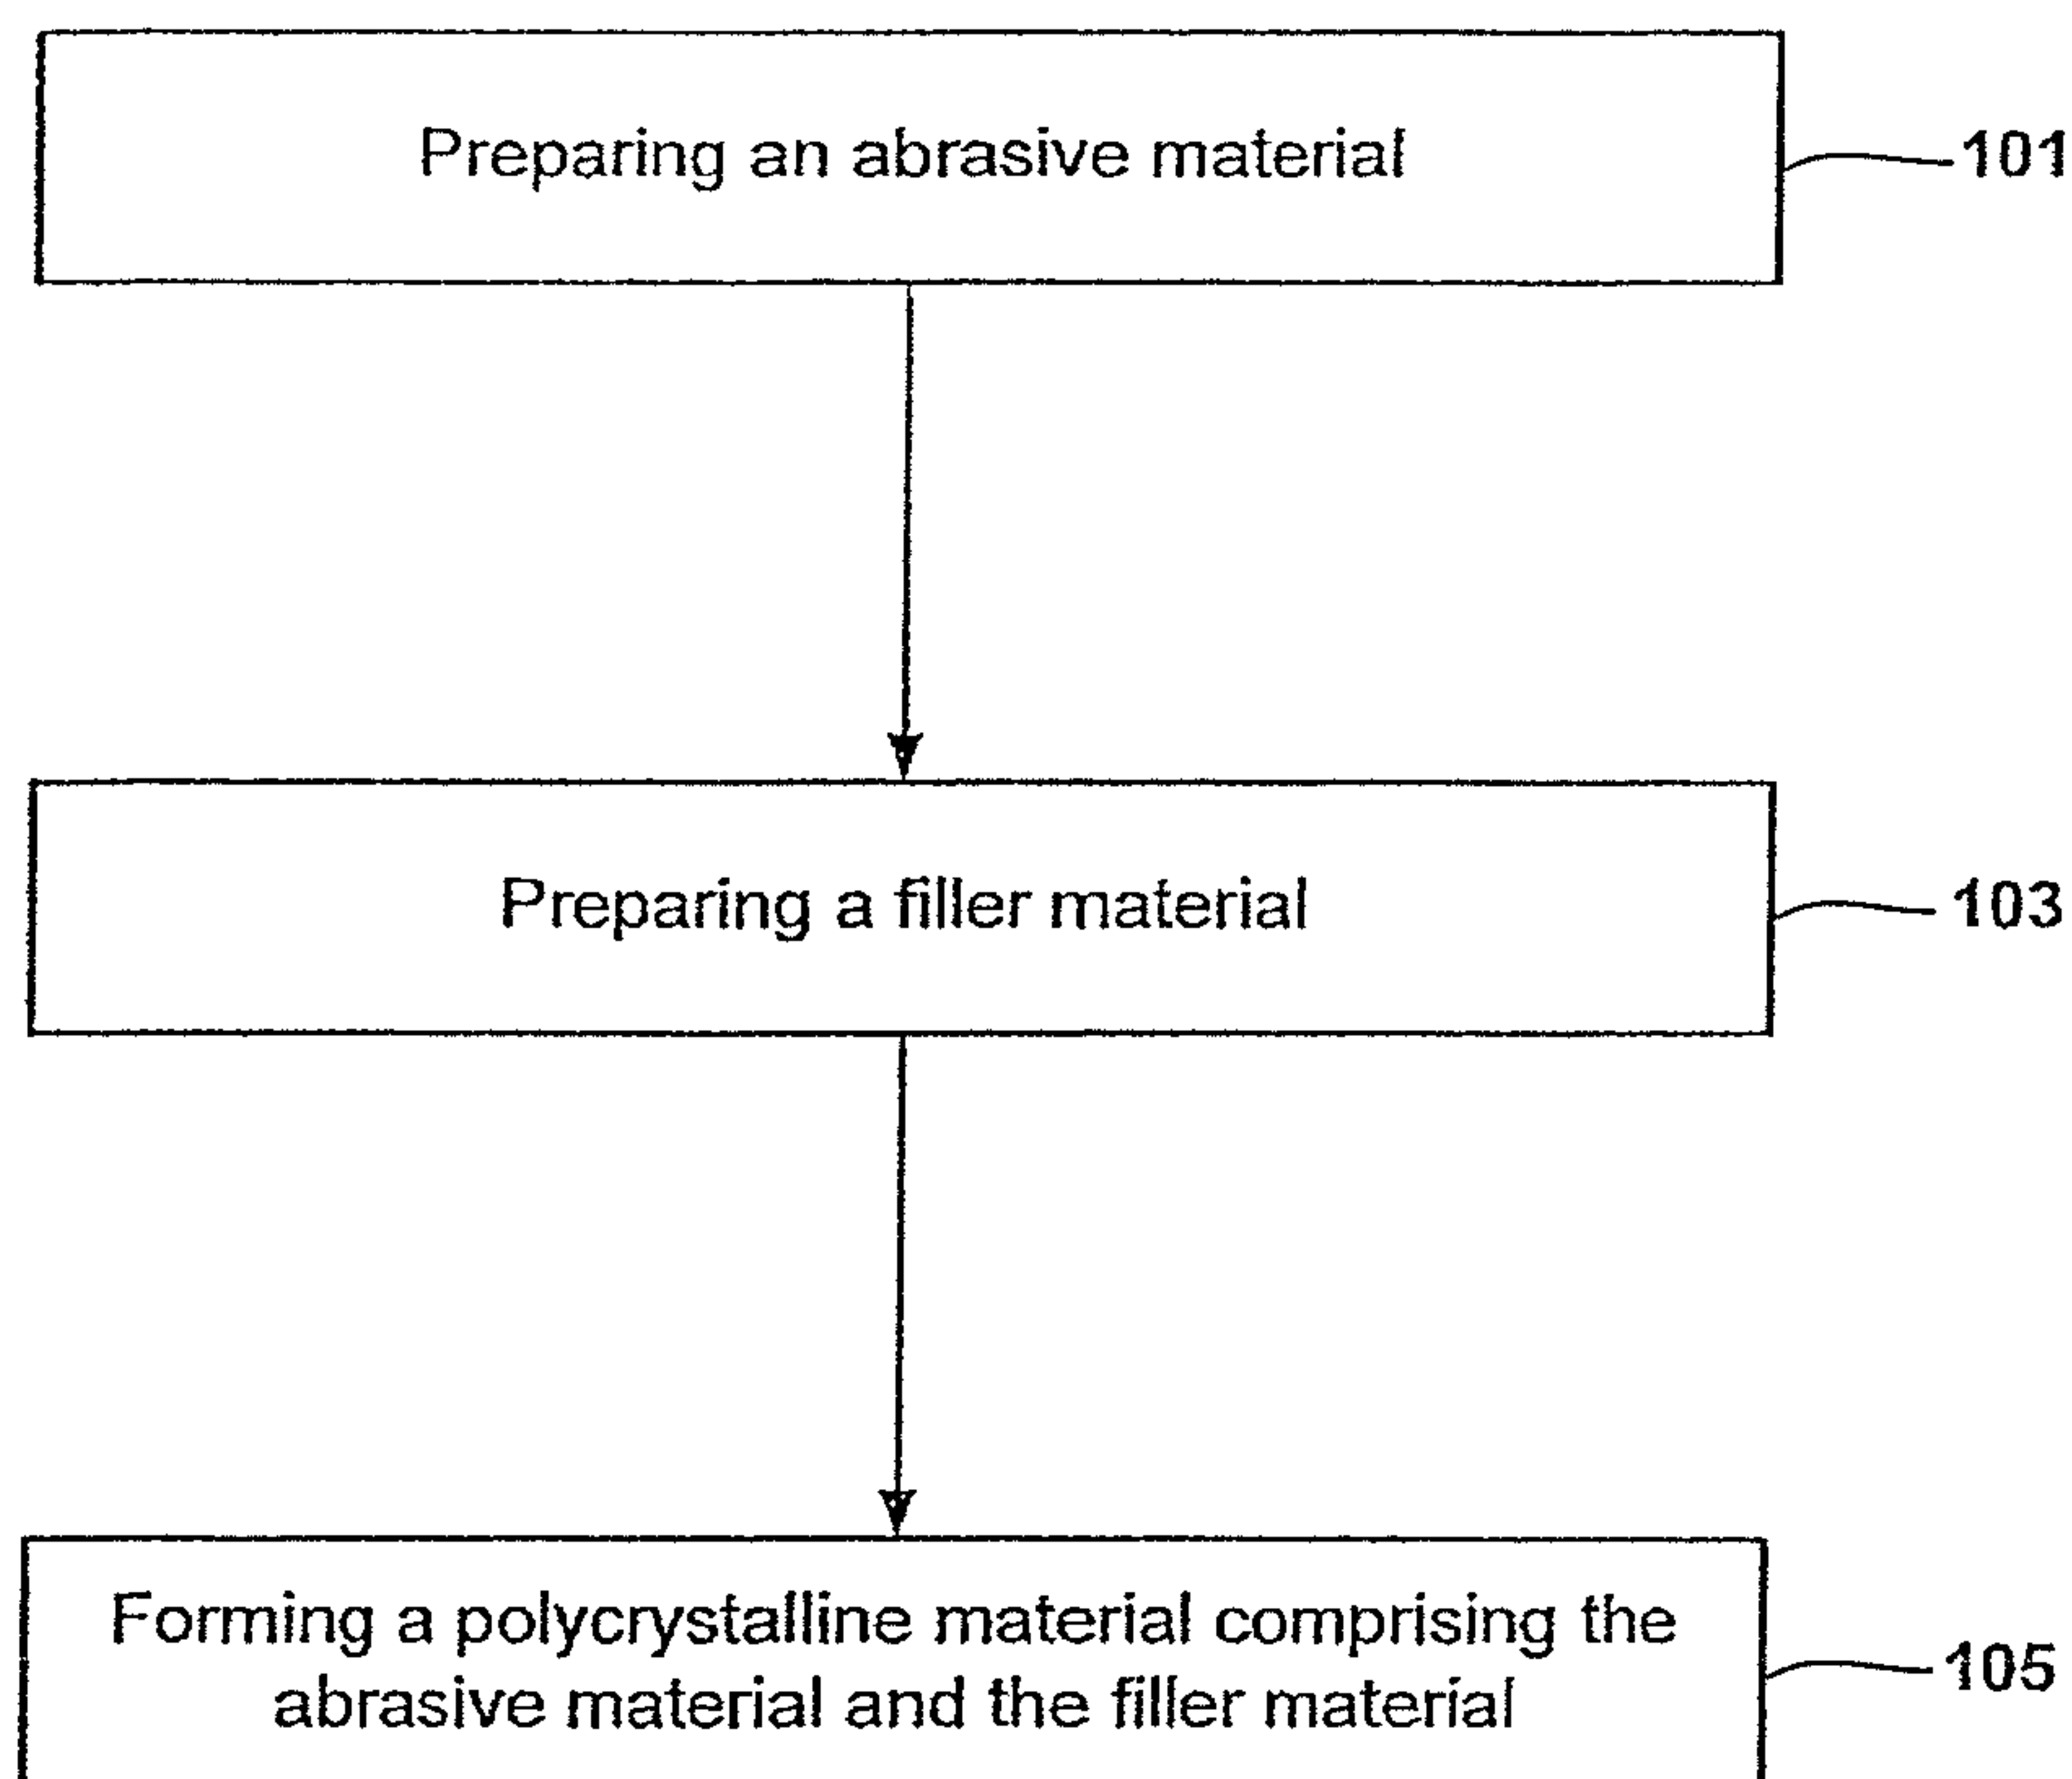 Preparing an abrasive material
101
Preparing a filler material
103
Forming a polycrystalline material comprising the
abrasive material and the filler material
105